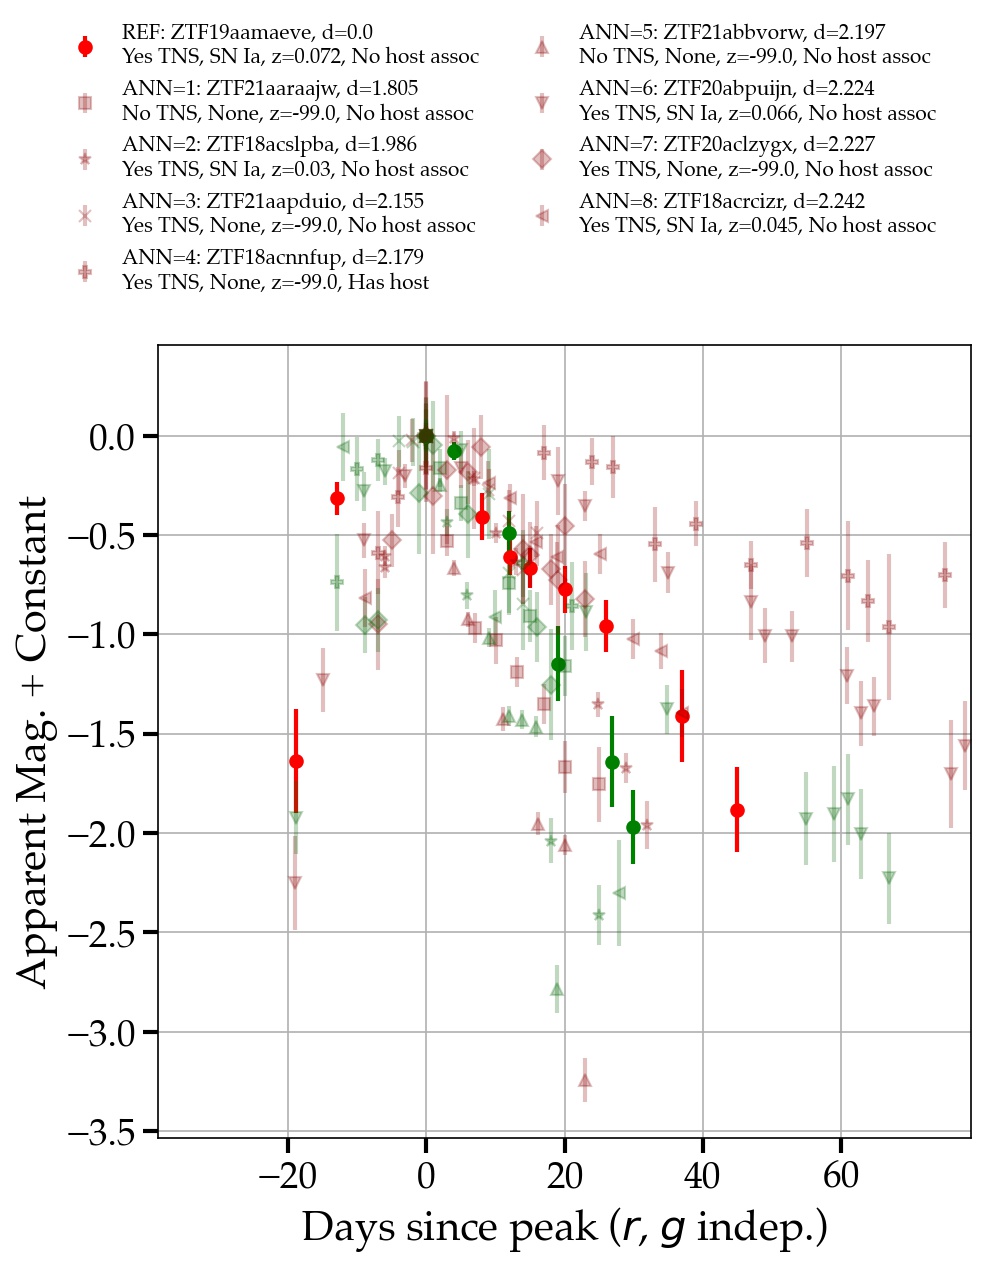 REF: ZTF19aamaeve, d=0.0
Yes TNS, SN Ia, z=0.072, No host assoc
ANN=1: ZTF21aaraajw, d=1.805
No TNS, None, z=-99.0, No host assoc
ANN=2: ZTF18acslpba, d=1.986
Yes TNS, SN Ia, z=0.03, No host assoc
ANN=3: ZTF21aapduio, d=2.155
Yes TNS, None, z=-99.0, No host assoc
ANN=4: ZTF18acnnfup, d=2.179
Yes TNS, None, z=-99.0, Has host
ANN=5: ZTF21abbvorw, d=2.197
No TNS, None, z=-99.0, No host assoc
ANN=6: ZTF20abpuijn, d=2.224
Yes TNS, SN Ia, z=0.066, No host assoc
ANN=7: ZTF20aclzygx, d=2.227
Yes TNS, None, z=-99.0, No host assoc
ANN=8: ZTF18acrcizr, d=2.242
Yes TNS, SN Ia, z=0.045, No host assoc
Apparent Mag. + Constant
0.0
−0.5
−1.0
−1.5
−2.0
−2.5
−3.0
−3.5
−20
0
20
40
60
Days since peak (r, g indep.)